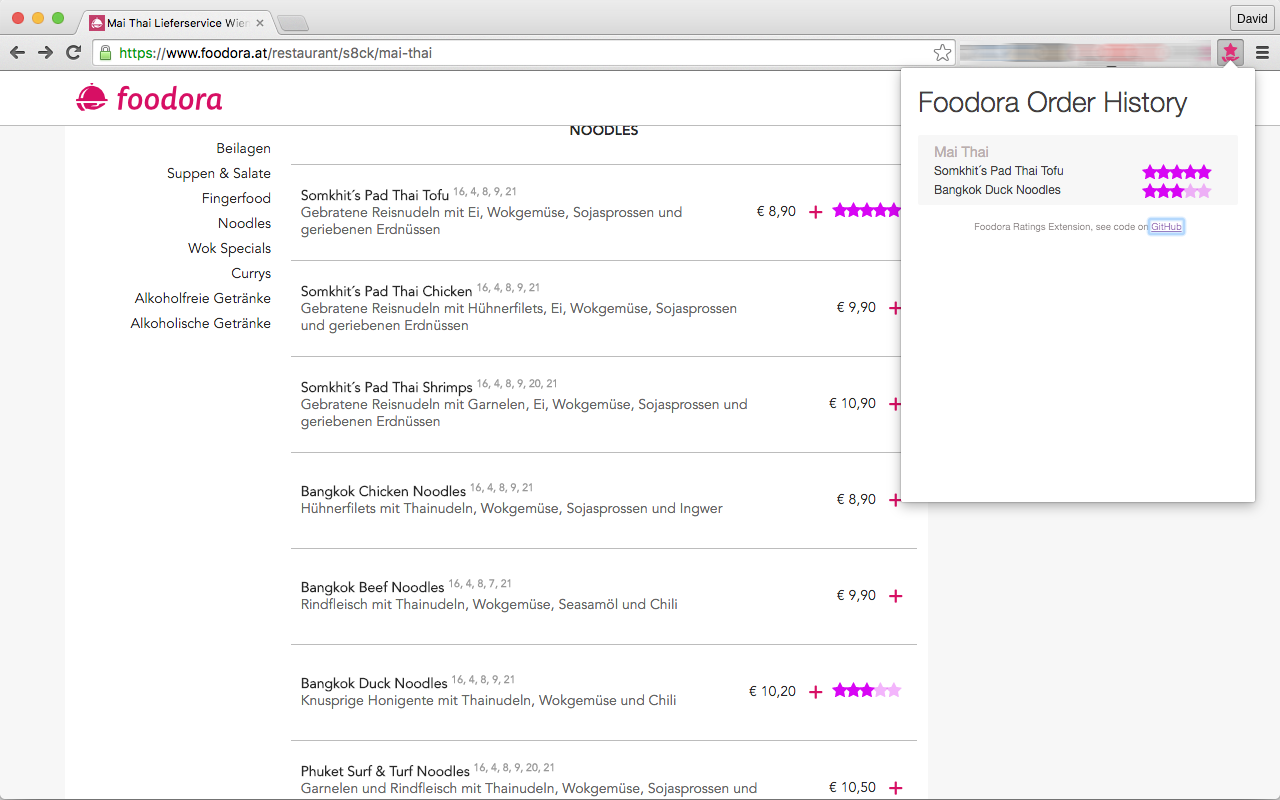 Mai Thai Lieferservice Wien
David
https://www.foodora.at/restaurant/s8ck/mai-thai
foodora
Beilagen
Suppen & Salate
Fingerfood
Noodles
Wok Specials
Currys
Alkoholfreie Getränke
Alkoholische Getränke
NOODLES
Somkhit´s Pad Thai Tofu 16, 4, 8, 9, 21
Gebratene Reisnudeln mit Ei, Wokgemüse, Sojasprossen und
geriebenen Erdnüssen
€ 8,90 +
Somkhit´s Pad Thai Chicken 16, 4, 8, 9, 21
Gebratene Reisnudeln mit Hühnerfilets, Ei, Wokgemüse, Sojasprossen
und geriebenen Erdnüssen
€ 9,90 +
Somkhit´s Pad Thai Shrimps 16, 4, 8, 9, 20, 21
Gebratene Reisnudeln mit Garnelen, Ei, Wokgemüse, Sojasprossen und
geriebenen Erdnüssen
€ 10,90 +
Bangkok Chicken Noodles 16, 4, 8, 9, 21
Hühnerfilets mit Thainudeln, Wokgemüse, Sojasprossen und Ingwer
€ 8,90 +
Bangkok Beef Noodles 16, 4, 8, 7, 21
Rindfleisch mit Thainudeln, Wokgemüse, Seasamöl und Chili
€ 9,90 +
Bangkok Duck Noodles 16, 4, 8, 9, 21
Knusprige Honigente mit Thainudeln, Wokgemüse und Chili
€ 10,20 +
Phuket Surf & Turf Noodles 16, 4, 8, 9, 20, 21
Garnelen und Rindfleisch mit Thainudeln, Wokgemüse, Sojasprossen und
€ 10,50 +
Foodora Order History
Mai Thai
Somkhit´s Pad Thai Tofu
Bangkok Duck Noodles
Foodora Ratings Extension, see code on GitHub